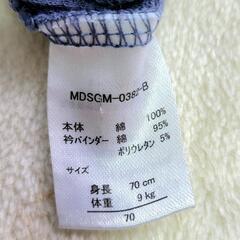 MDSGM-0382-B
本体 綿 100%
衿バインダー 綿 95%
ポリウレタン 5%
サイズ
身長 70 cm
体重 9 kg
70